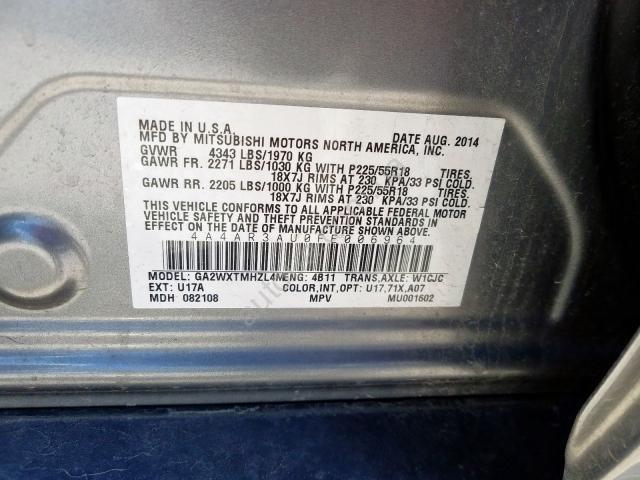 MADE IN U.S.A. DATE AUG. 2014
MFD BY MITSUBISHI MOTORS NORTH AMERICA, INC.
GVWR 4343 LBS/1970 KG
GAWR FR. 2271 LBS/1030 KG WITH P225/55R18 TIRES,
18X7J RIMS AT 230 KPA/33 PSI COLD.
GAWR RR. 2205 LBS/1000 KG WITH P225/55R18 TIRES,
18X7J RIMS AT 230 KPA/33 PSI COLD.
THIS VEHICLE CONFORMS TO ALL APPLICABLE FEDERAL MOTOR
VEHICLE SAFETY AND THEFT PREVENTION STANDARDS IN
EFFECT ON THE DATE OF MANUFACTURE SHOWN ABOVE.
4A4AR3AU0FE006964
MODEL: GA2WXTMHZL4M ENG: 4B11 TRANS,AXLE: W1CJC
EXT: U17A COLOR,INT,OPT: U17,71X,A07
MDH 082108 MPV MU001602